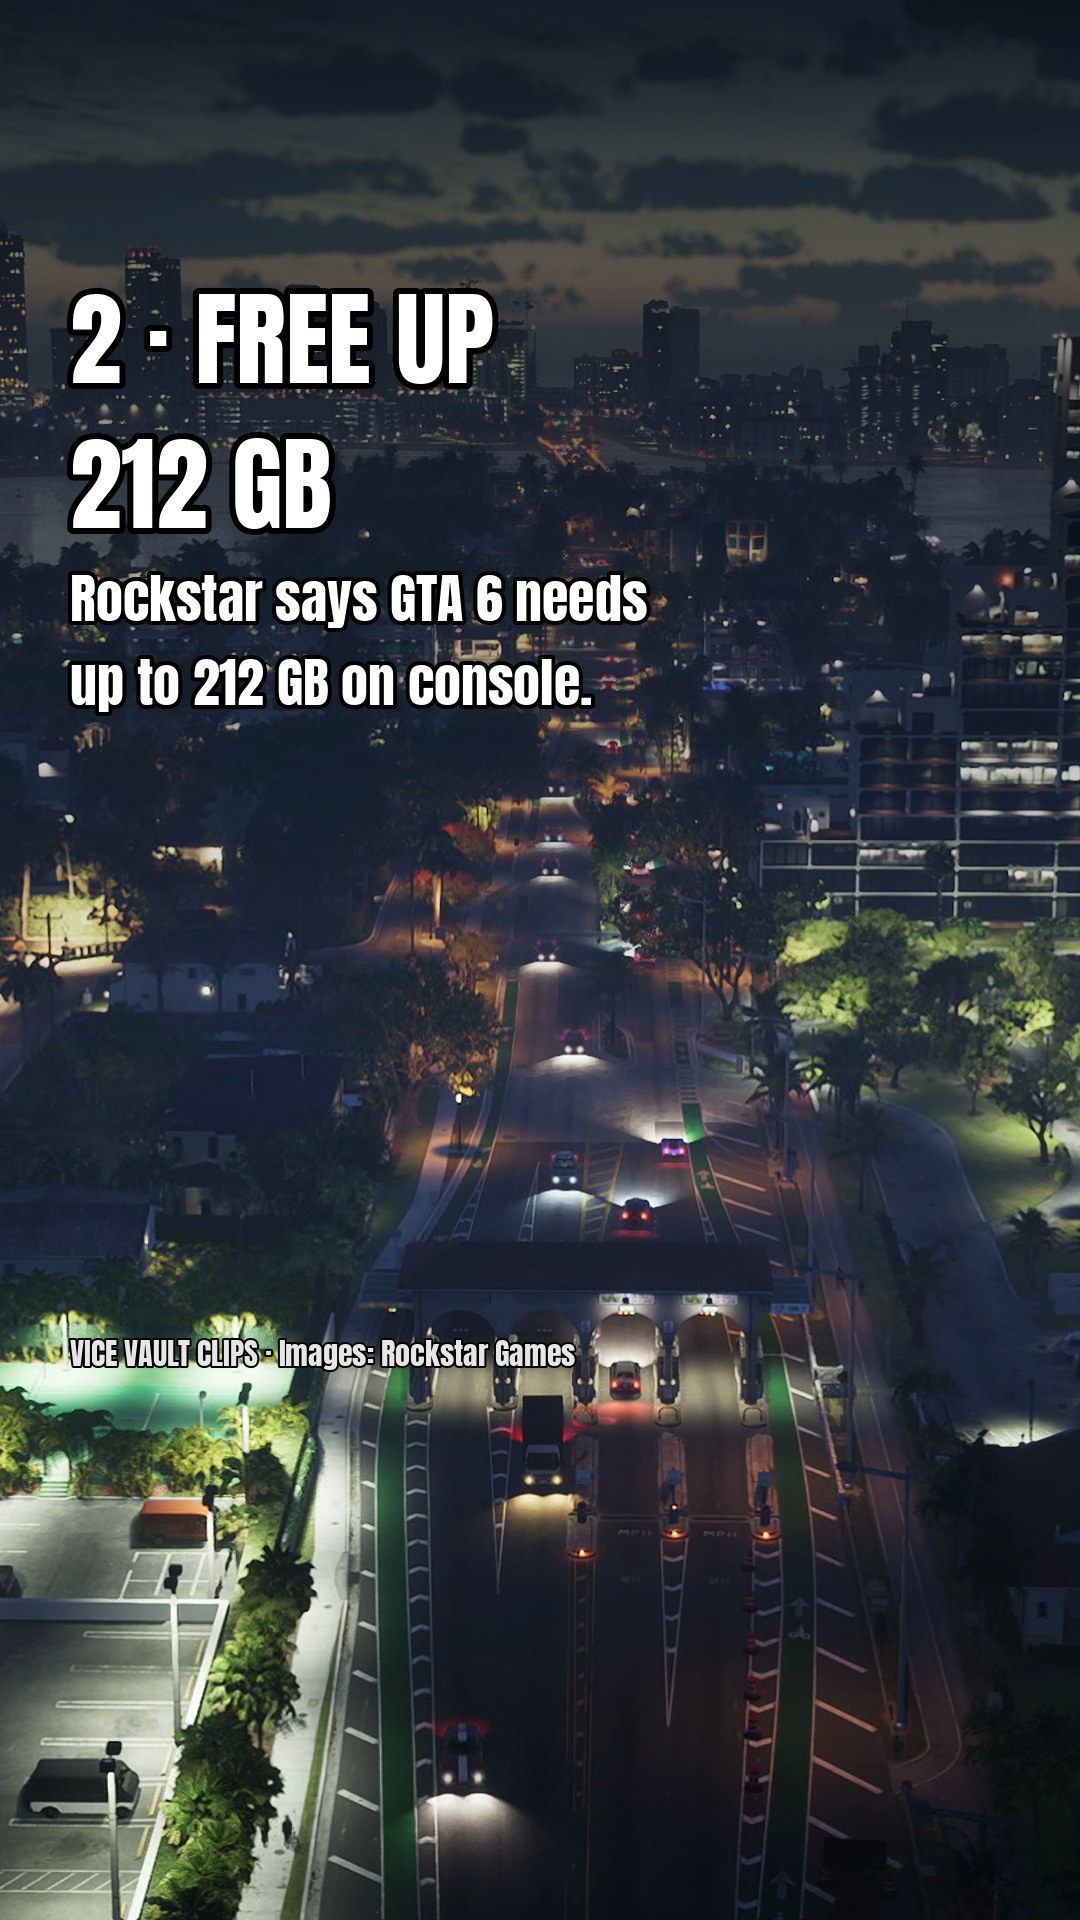 2 · FREE UP
212 GB
Rockstar says GTA 6 needs
up to 212 GB on console.
VICE VAULT CLIPS · Images: Rockstar Games